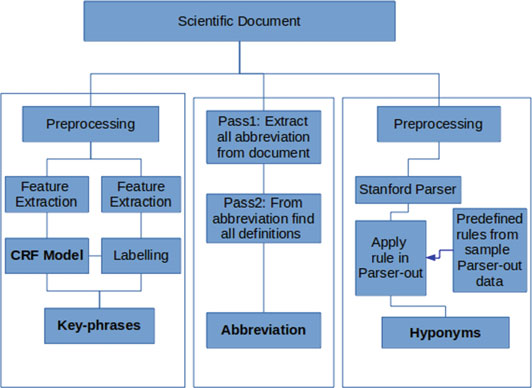 Scientific Document
Preprocessing
Feature
Extraction
Feature
Extraction
CRF Model
Labelling
Key-phrases
Pass1: Extract
all abbreviation
from document
Pass2: From
abbreviation find
all definitions
Abbreviation
Preprocessing
Stanford Parser
Apply
rule in
Parser-out
Predefined
rules from
sample
Parser-out
data
Hyponyms